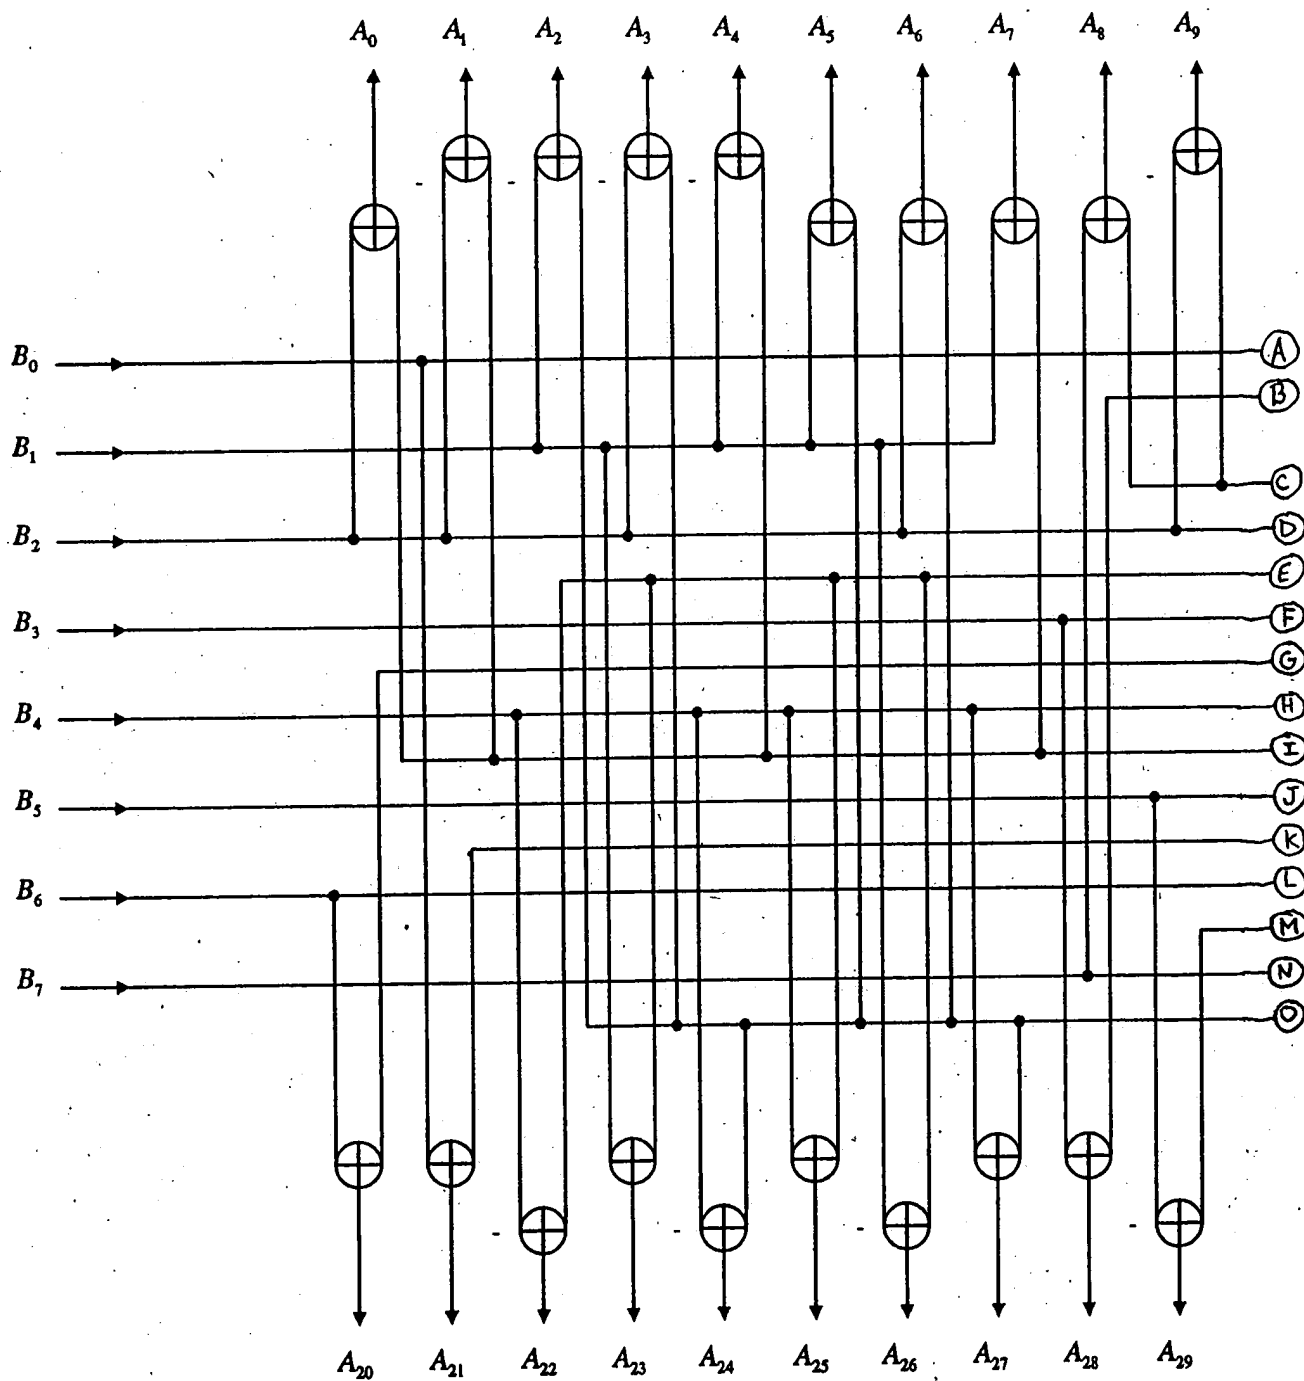 A₀ A₁ A₂ A₃ A₄ A₅ A₆ A₇ A₈ A₉
B₀ A
B
B₁
C
B₂ D
E
B₃ F
G
B₄ H
I
B₅ J
K
B₆ L
M
B₇ N
O
A₂₀ A₂₁ A₂₂ A₂₃ A₂₄ A₂₅ A₂₆ A₂₇ A₂₈ A₂₉